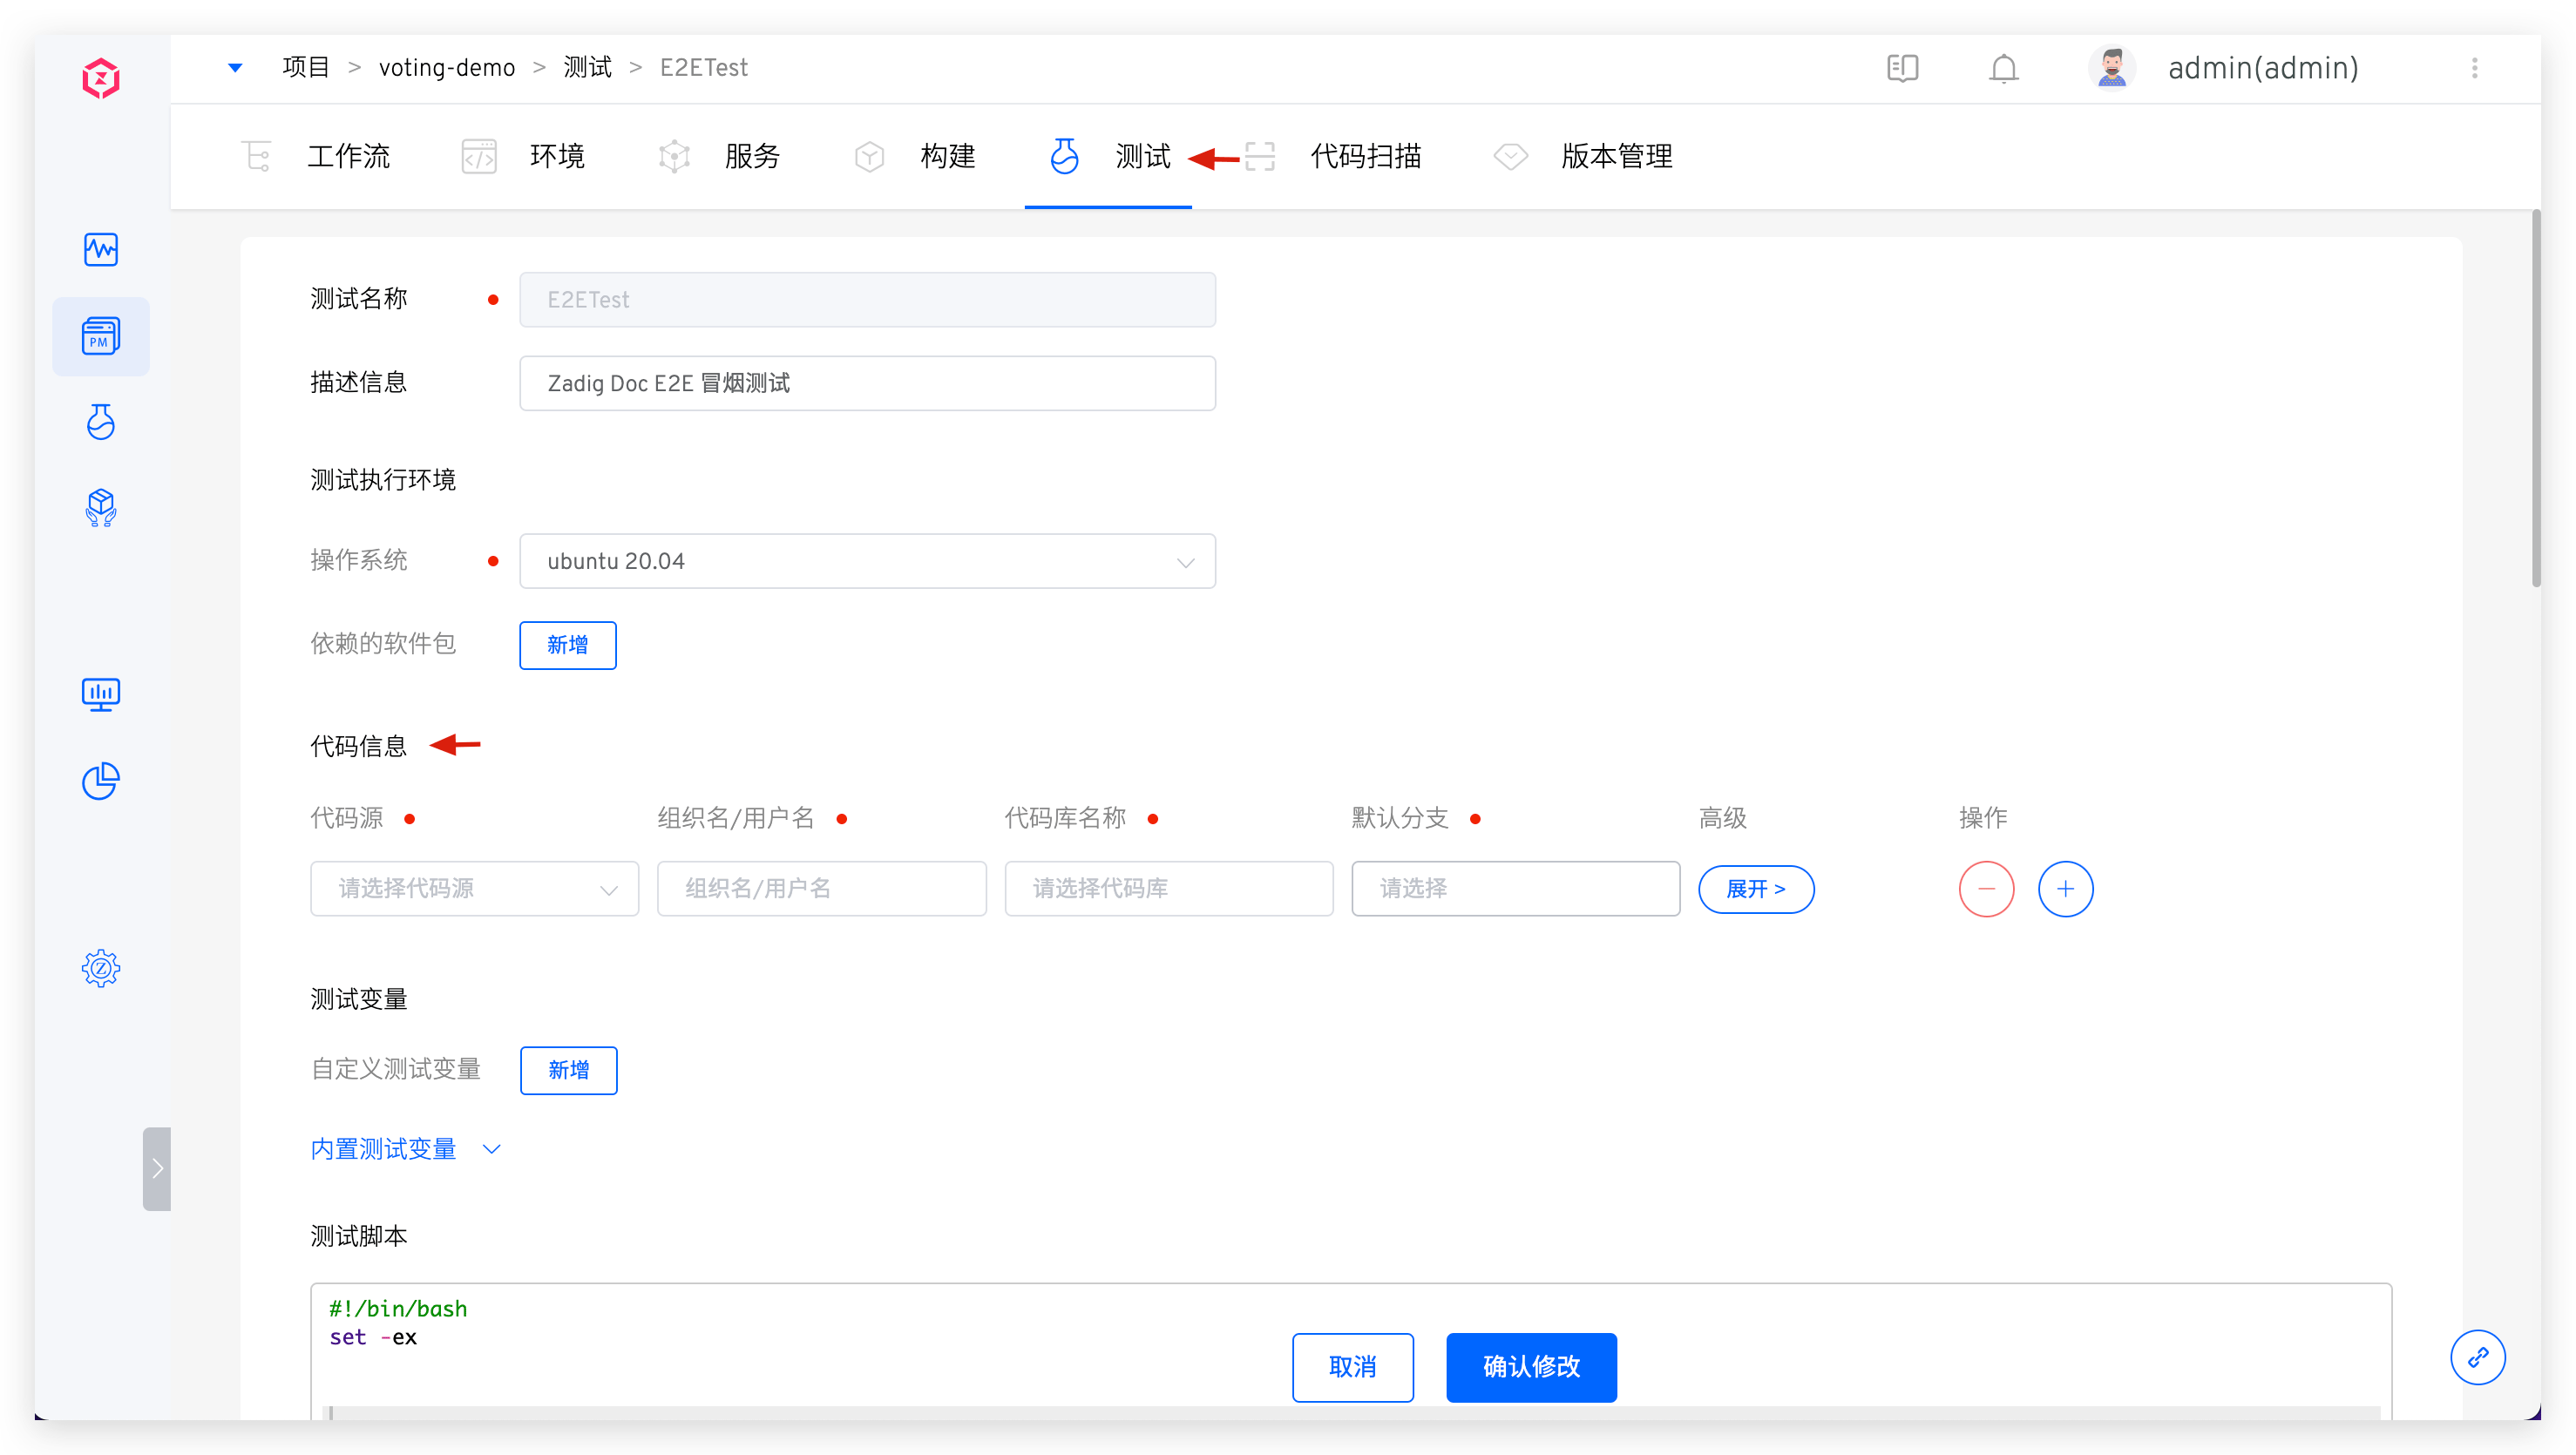 项目 > voting-demo > 测试 > E2ETest
admin(admin)
工作流
环境
服务
构建
测试
代码扫描
版本管理
PM
测试名称
E2ETest
描述信息
Zadig Doc E2E 冒烟测试
测试执行环境
操作系统
ubuntu 20.04
依赖的软件包
新增
代码信息
代码源
组织名/用户名
代码库名称
默认分支
高级
操作
请选择代码源
组织名/用户名
请选择代码库
请选择
展开 >
测试变量
自定义测试变量
新增
内置测试变量
测试脚本
#!/bin/bash
set -ex
取消
确认修改